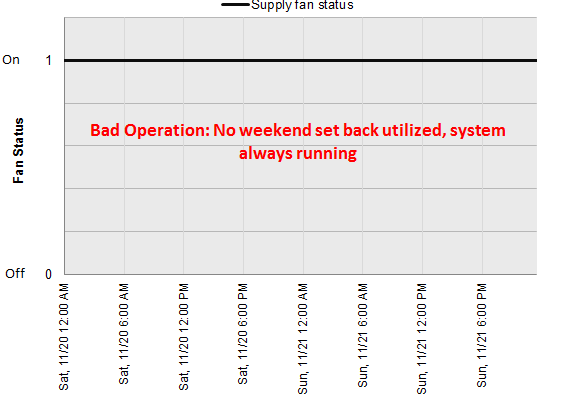 Supply fan status
On 1
Bad Operation: No weekend set back utilized, system
always running
Fan Status
Off 0
Sat, 11/20 12:00 AM
Sat, 11/20 6:00 AM
Sat, 11/20 12:00 PM
Sat, 11/20 6:00 PM
Sun, 11/21 12:00 AM
Sun, 11/21 6:00 AM
Sun, 11/21 12:00 PM
Sun, 11/21 6:00 PM